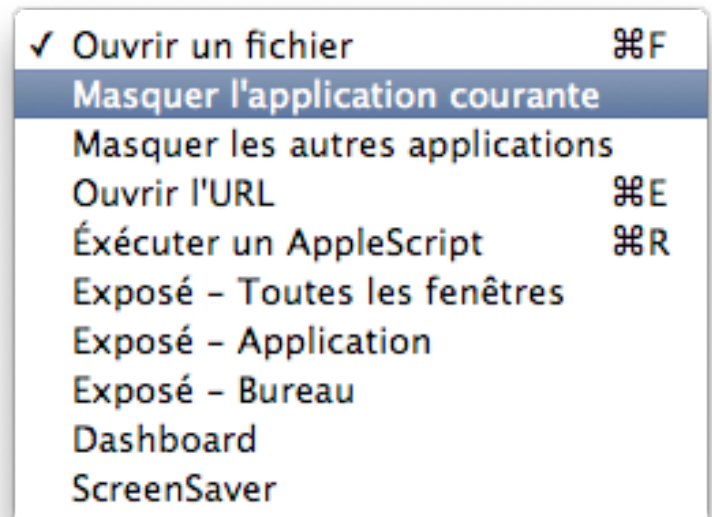 ✓ Ouvrir un fichier ⌘F
Masquer l'application courante
Masquer les autres applications
Ouvrir l'URL ⌘E
Éxécuter un AppleScript ⌘R
Exposé – Toutes les fenêtres
Exposé – Application
Exposé – Bureau
Dashboard
ScreenSaver